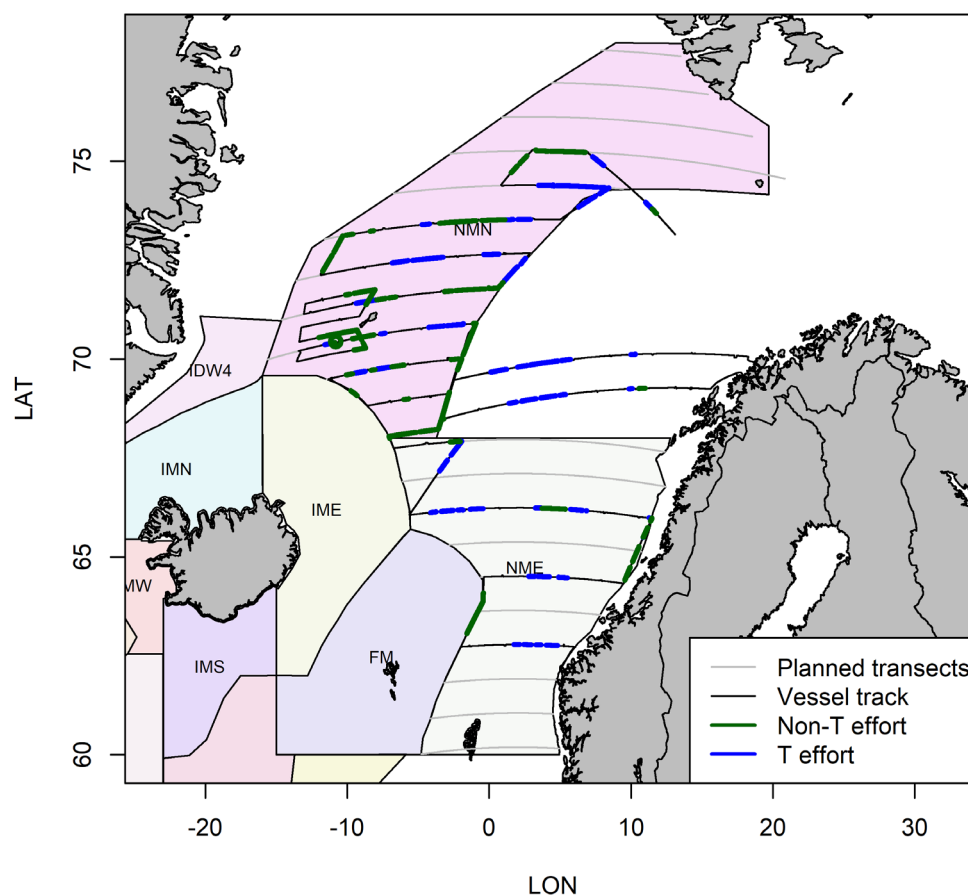 75
NMN
70
IDW4
LAT
IMN
IME
65
NME
MW
IMS
FM
Planned transects
Vessel track
Non-T effort
T effort
60
-20
-10
0
10
20
30
LON